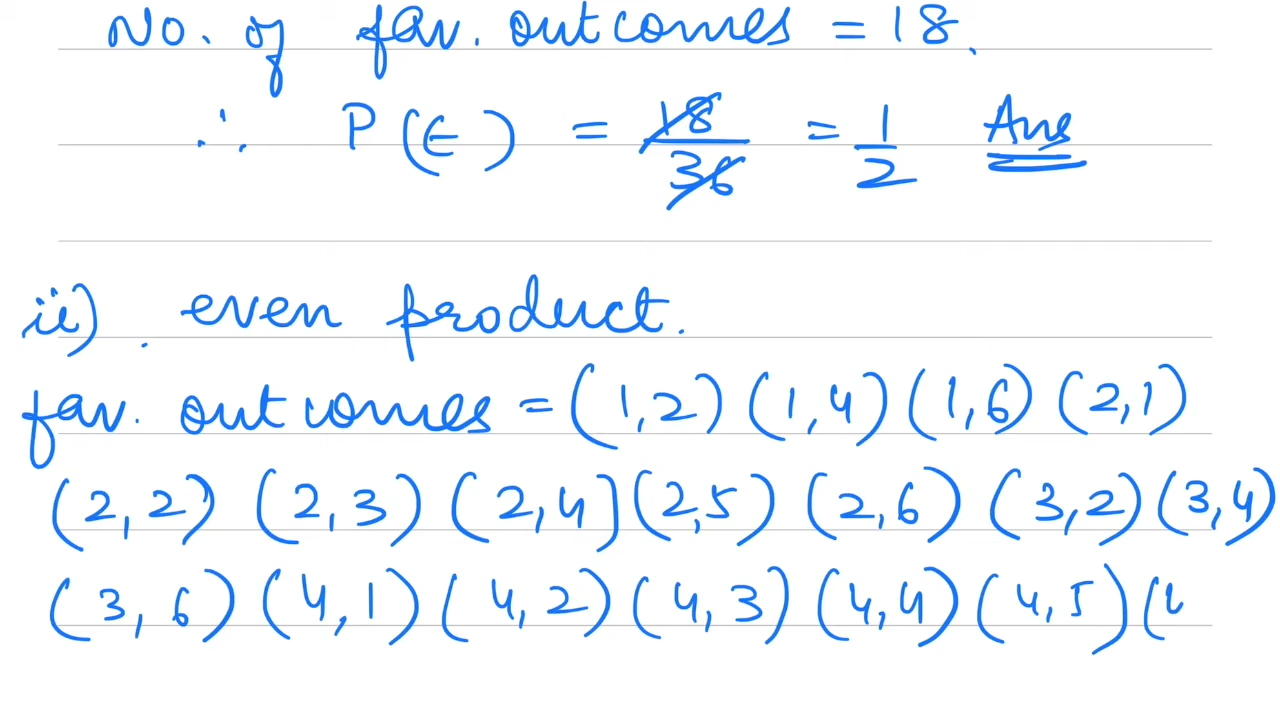 No. of fav. outcomes = 18.
∴ P(E) = 18/36 = 1/2 Ans
ii). even product.
fav. outcomes = (1,2) (1,4) (1,6) (2,1)
(2,2) (2,3) (2,4] (2,5) (2,6) (3,2) (3,4)
(3,6) (4,1) (4,2) (4,3) (4,4) (4,5) (4